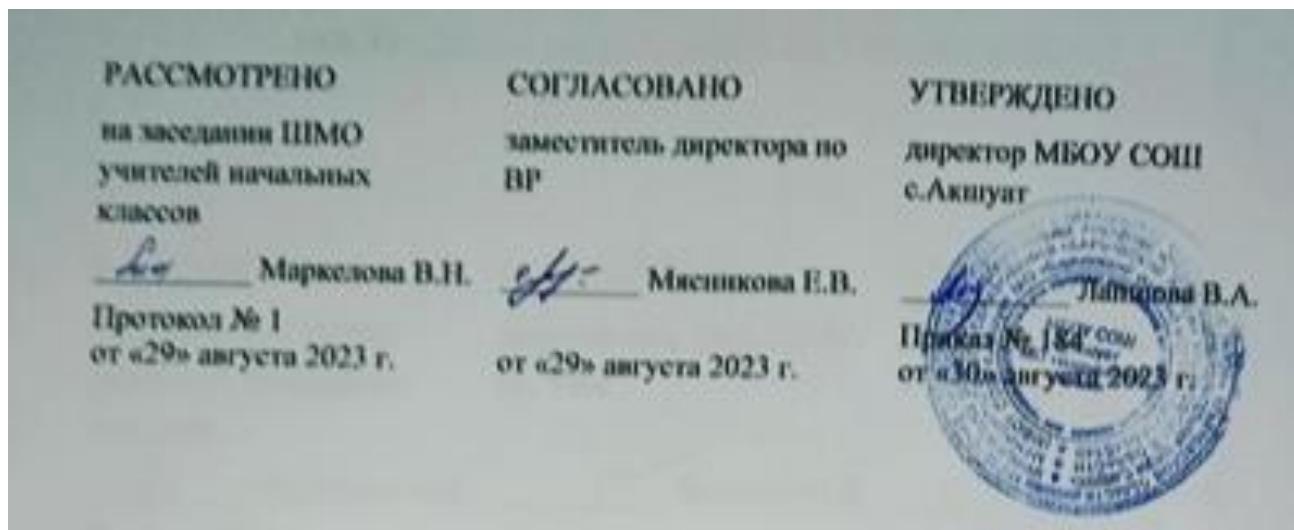 РАССМОТРЕНО
на заседании ШМО
учителей начальных
классов
Маркелова В.Н.
Протокол № 1
от «29» августа 2023 г.
СОГЛАСОВАНО
заместитель директора по
ВР
Мясникова Е.В.
от «29» августа 2023 г.
УТВЕРЖДЕНО
директор МБОУ СОШ
с.Акшуат
В.А.
Приказ № 184
от «30» августа 2023 г.